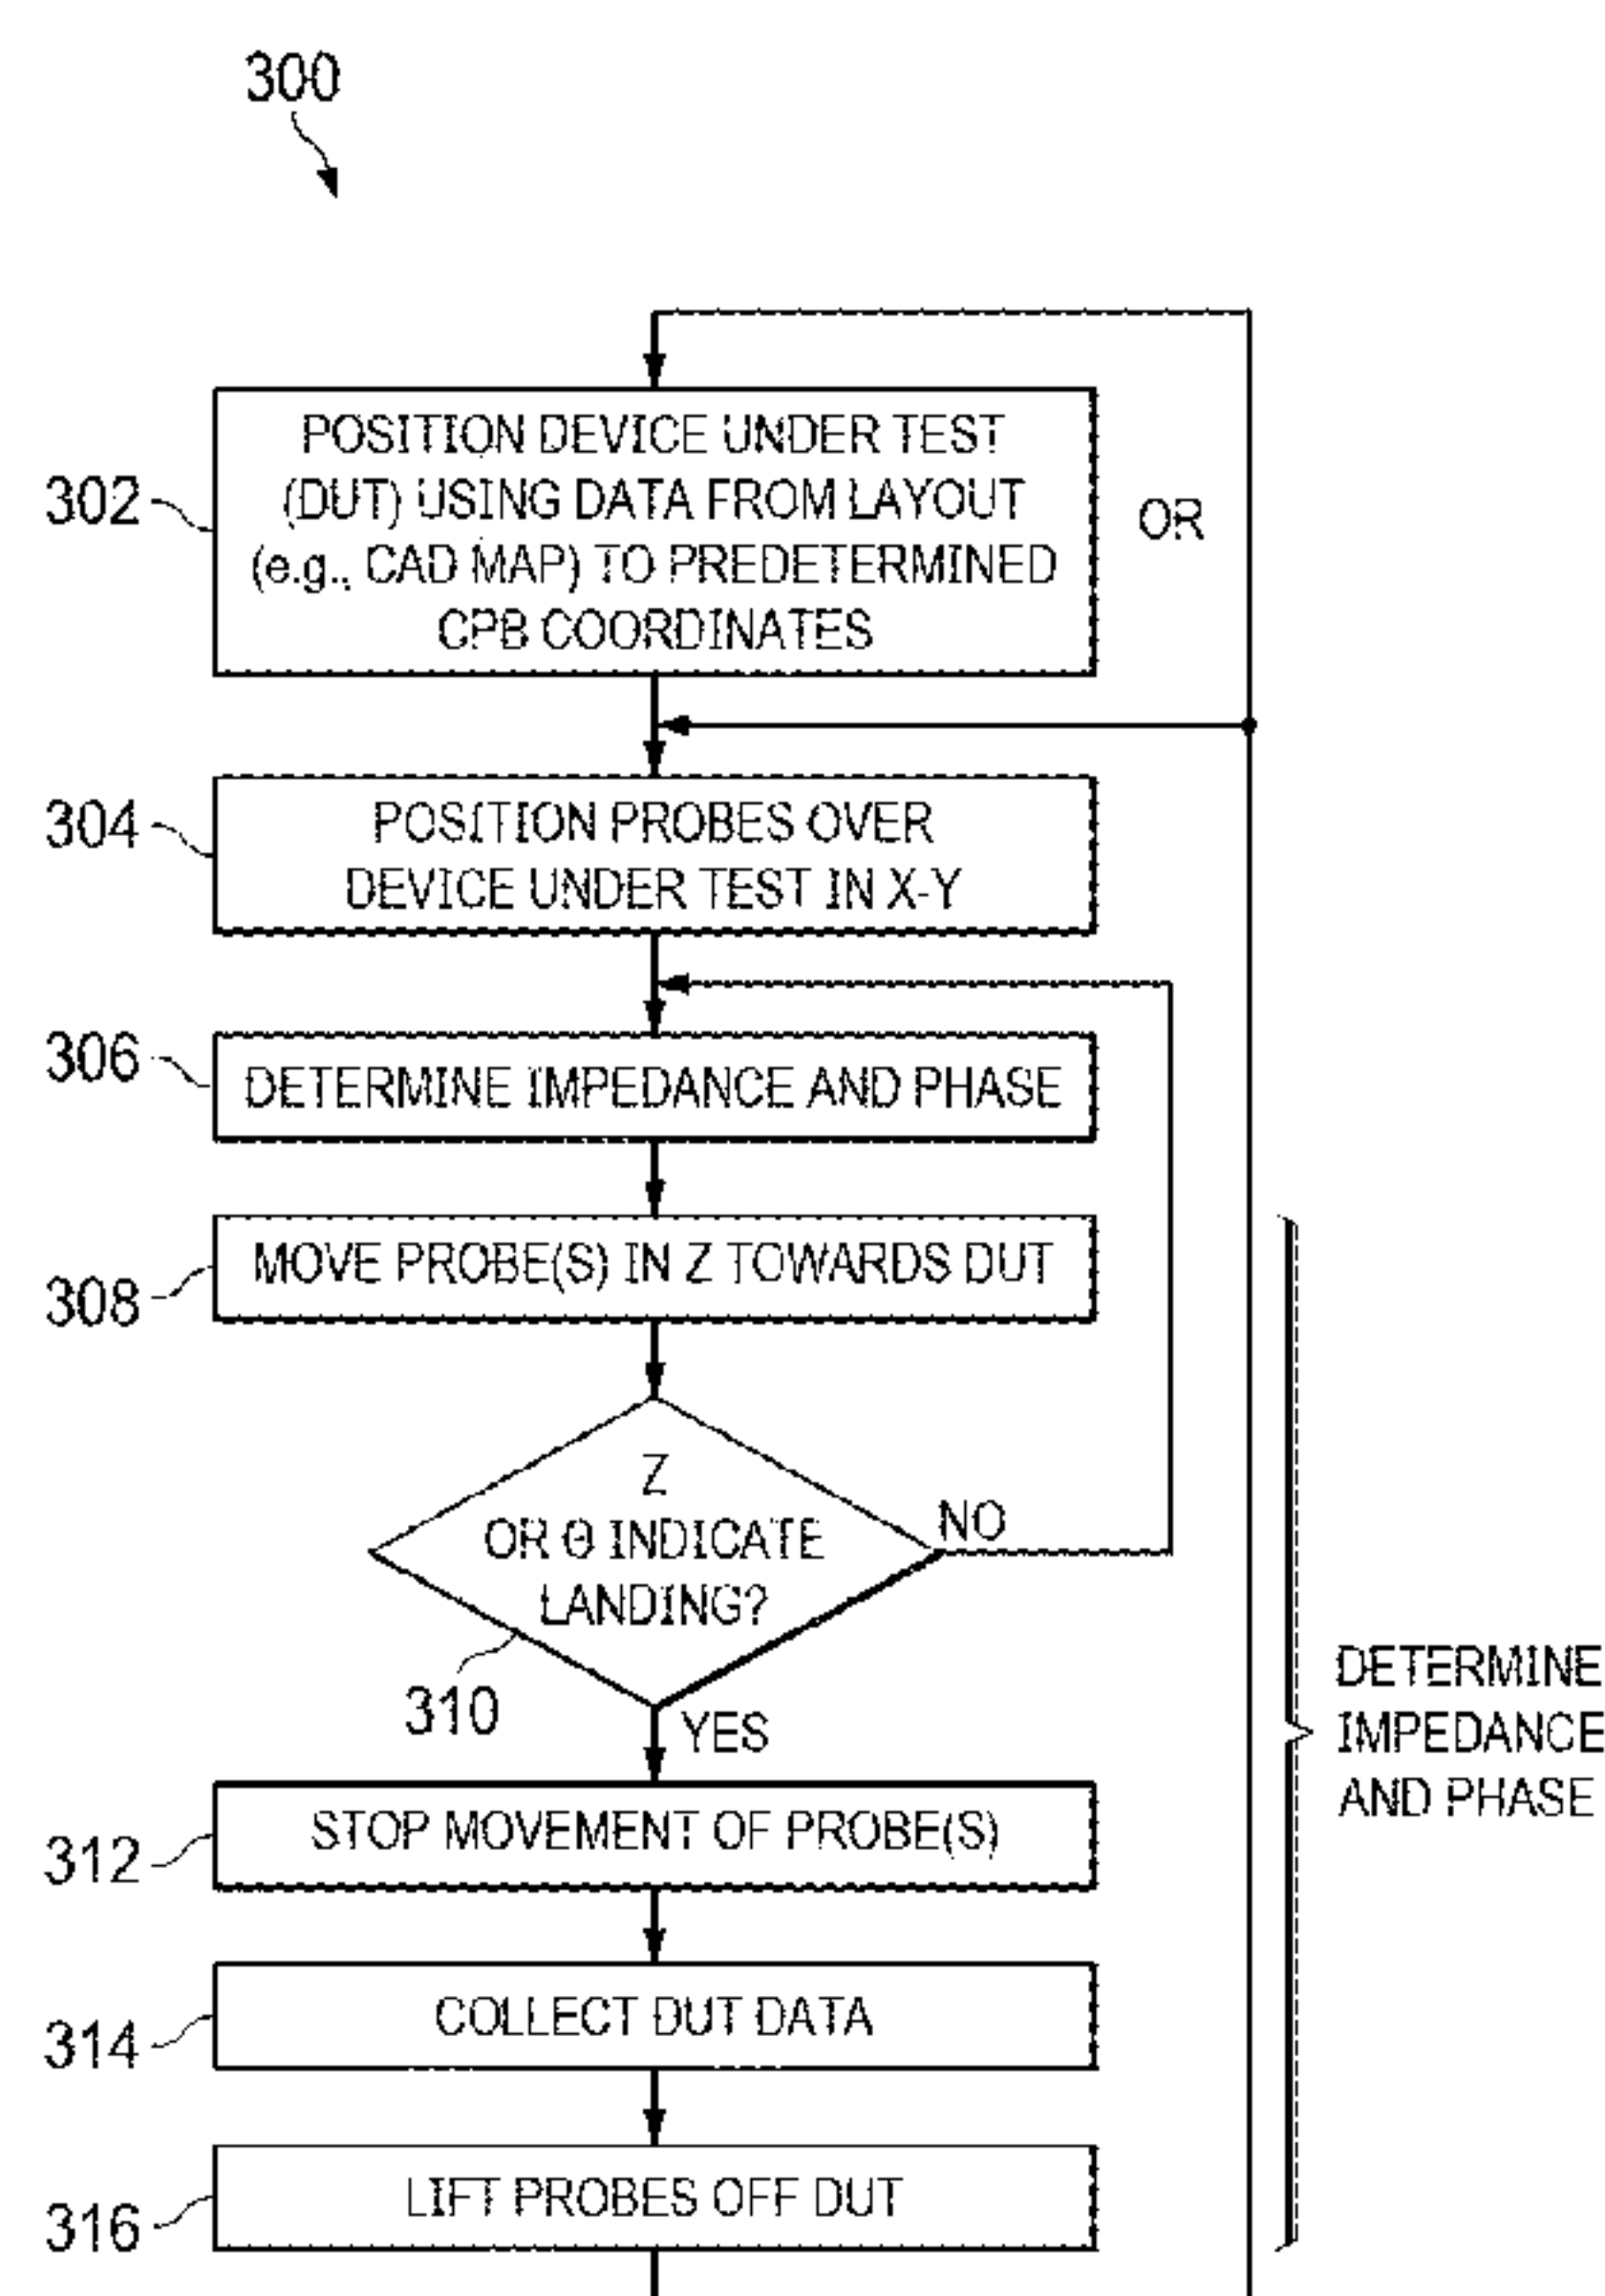 300
302
POSITION DEVICE UNDER TEST
(DUT) USING DATA FROM LAYOUT
(e.g., CAD MAP) TO PREDETERMINED
CPB COORDINATES
OR
304
POSITION PROBES OVER
DEVICE UNDER TEST IN X-Y
306
DETERMINE IMPEDANCE AND PHASE
308
MOVE PROBE(S) IN Z TOWARDS DUT
Z
OR Θ INDICATE
LANDING?
NO
310
YES
DETERMINE
IMPEDANCE
AND PHASE
312
STOP MOVEMENT OF PROBE(S)
314
COLLECT DUT DATA
316
LIFT PROBES OFF DUT